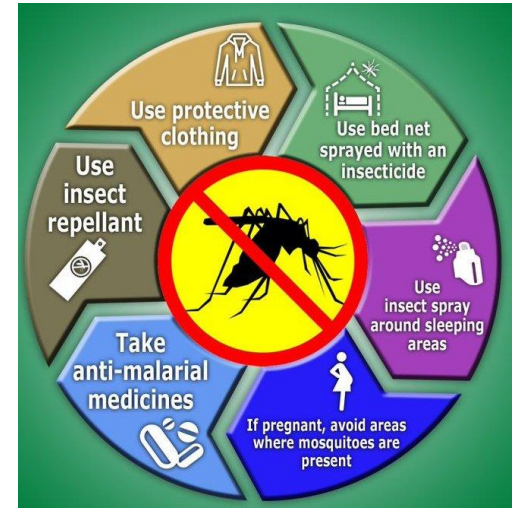 Use protective
clothing
Use bed net
sprayed with an
insecticide
Use
insect spray
around sleeping
areas
If pregnant, avoid areas
where mosquitoes are
present
Take
anti-malarial
medicines
Use
insect
repellant